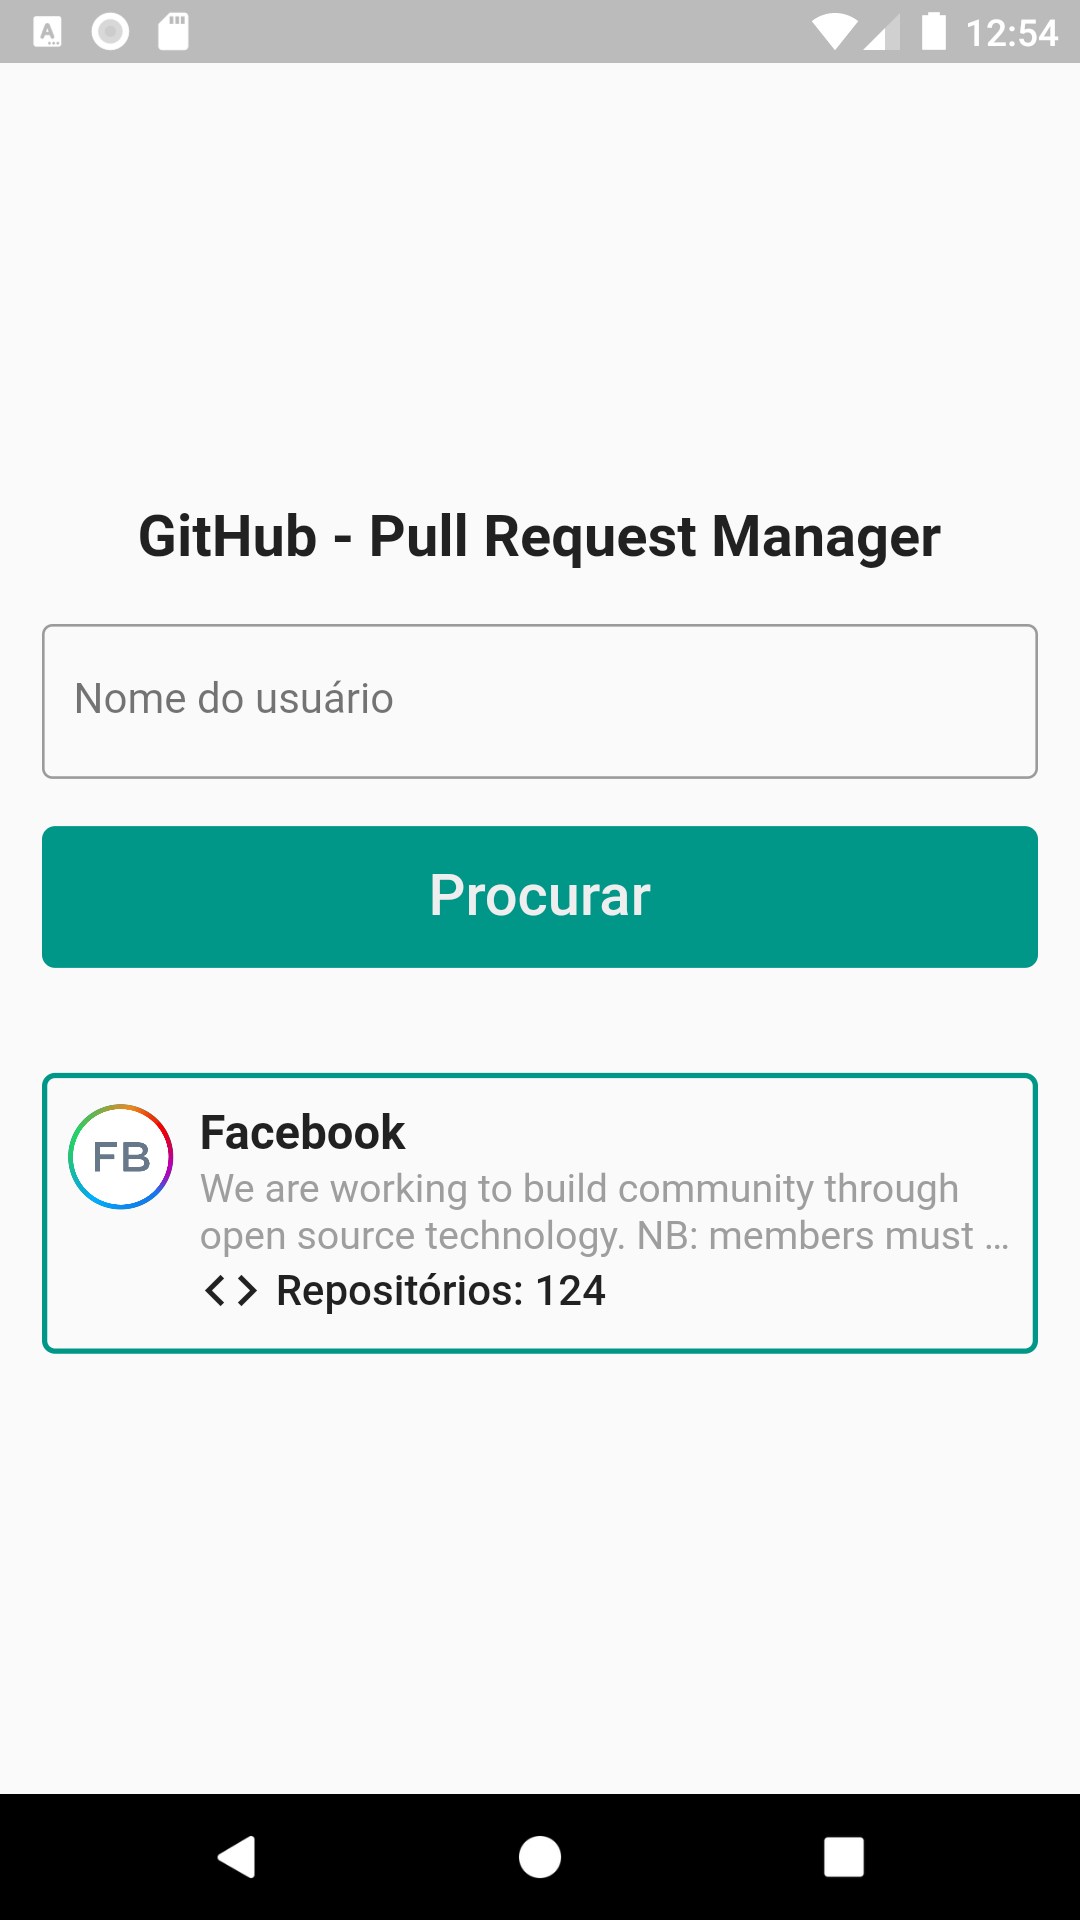 12:54
GitHub - Pull Request Manager
Nome do usuário
Procurar
FB
Facebook
We are working to build community through
open source technology. NB: members must ...
<> Repositórios: 124